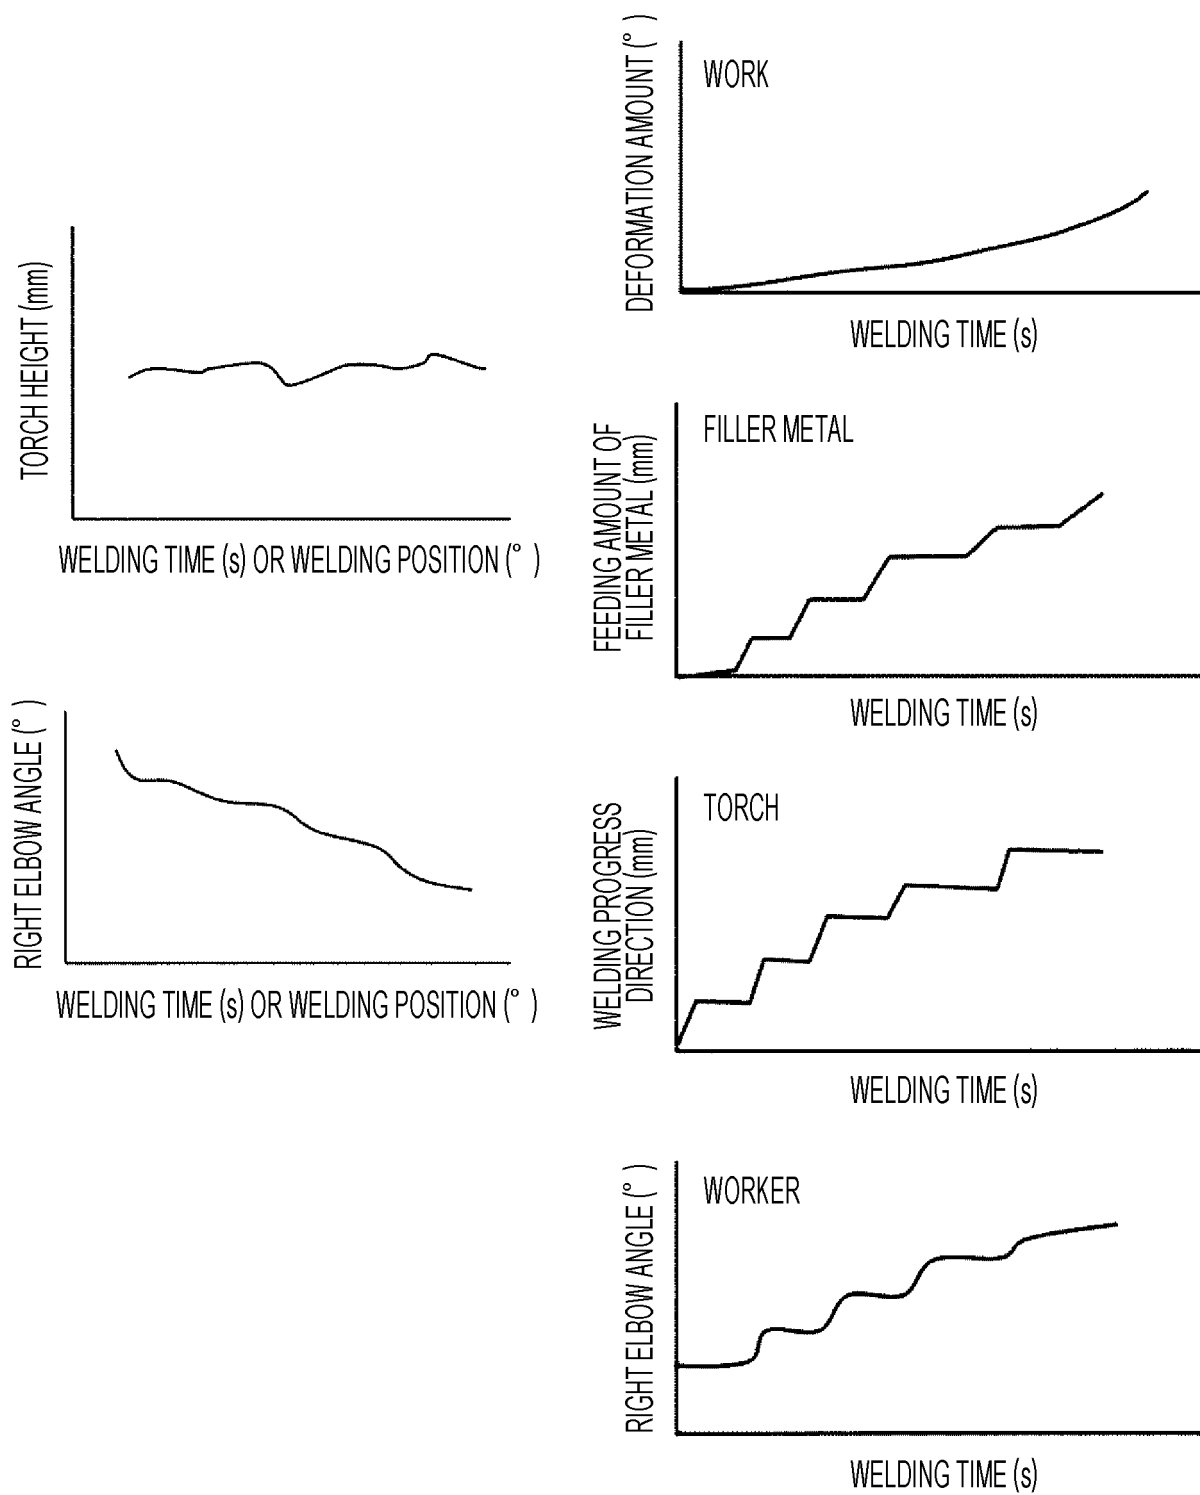 TORCH HEIGHT (mm)
WELDING TIME (s) OR WELDING POSITION (° )
RIGHT ELBOW ANGLE (° )
WELDING TIME (s) OR WELDING POSITION (° )
DEFORMATION AMOUNT (° )
WORK
WELDING TIME (s)
FEEDING AMOUNT OF
FILLER METAL (mm)
FILLER METAL
WELDING TIME (s)
WELDING PROGRESS
DIRECTION (mm)
TORCH
WELDING TIME (s)
RIGHT ELBOW ANGLE (° )
WORKER
WELDING TIME (s)